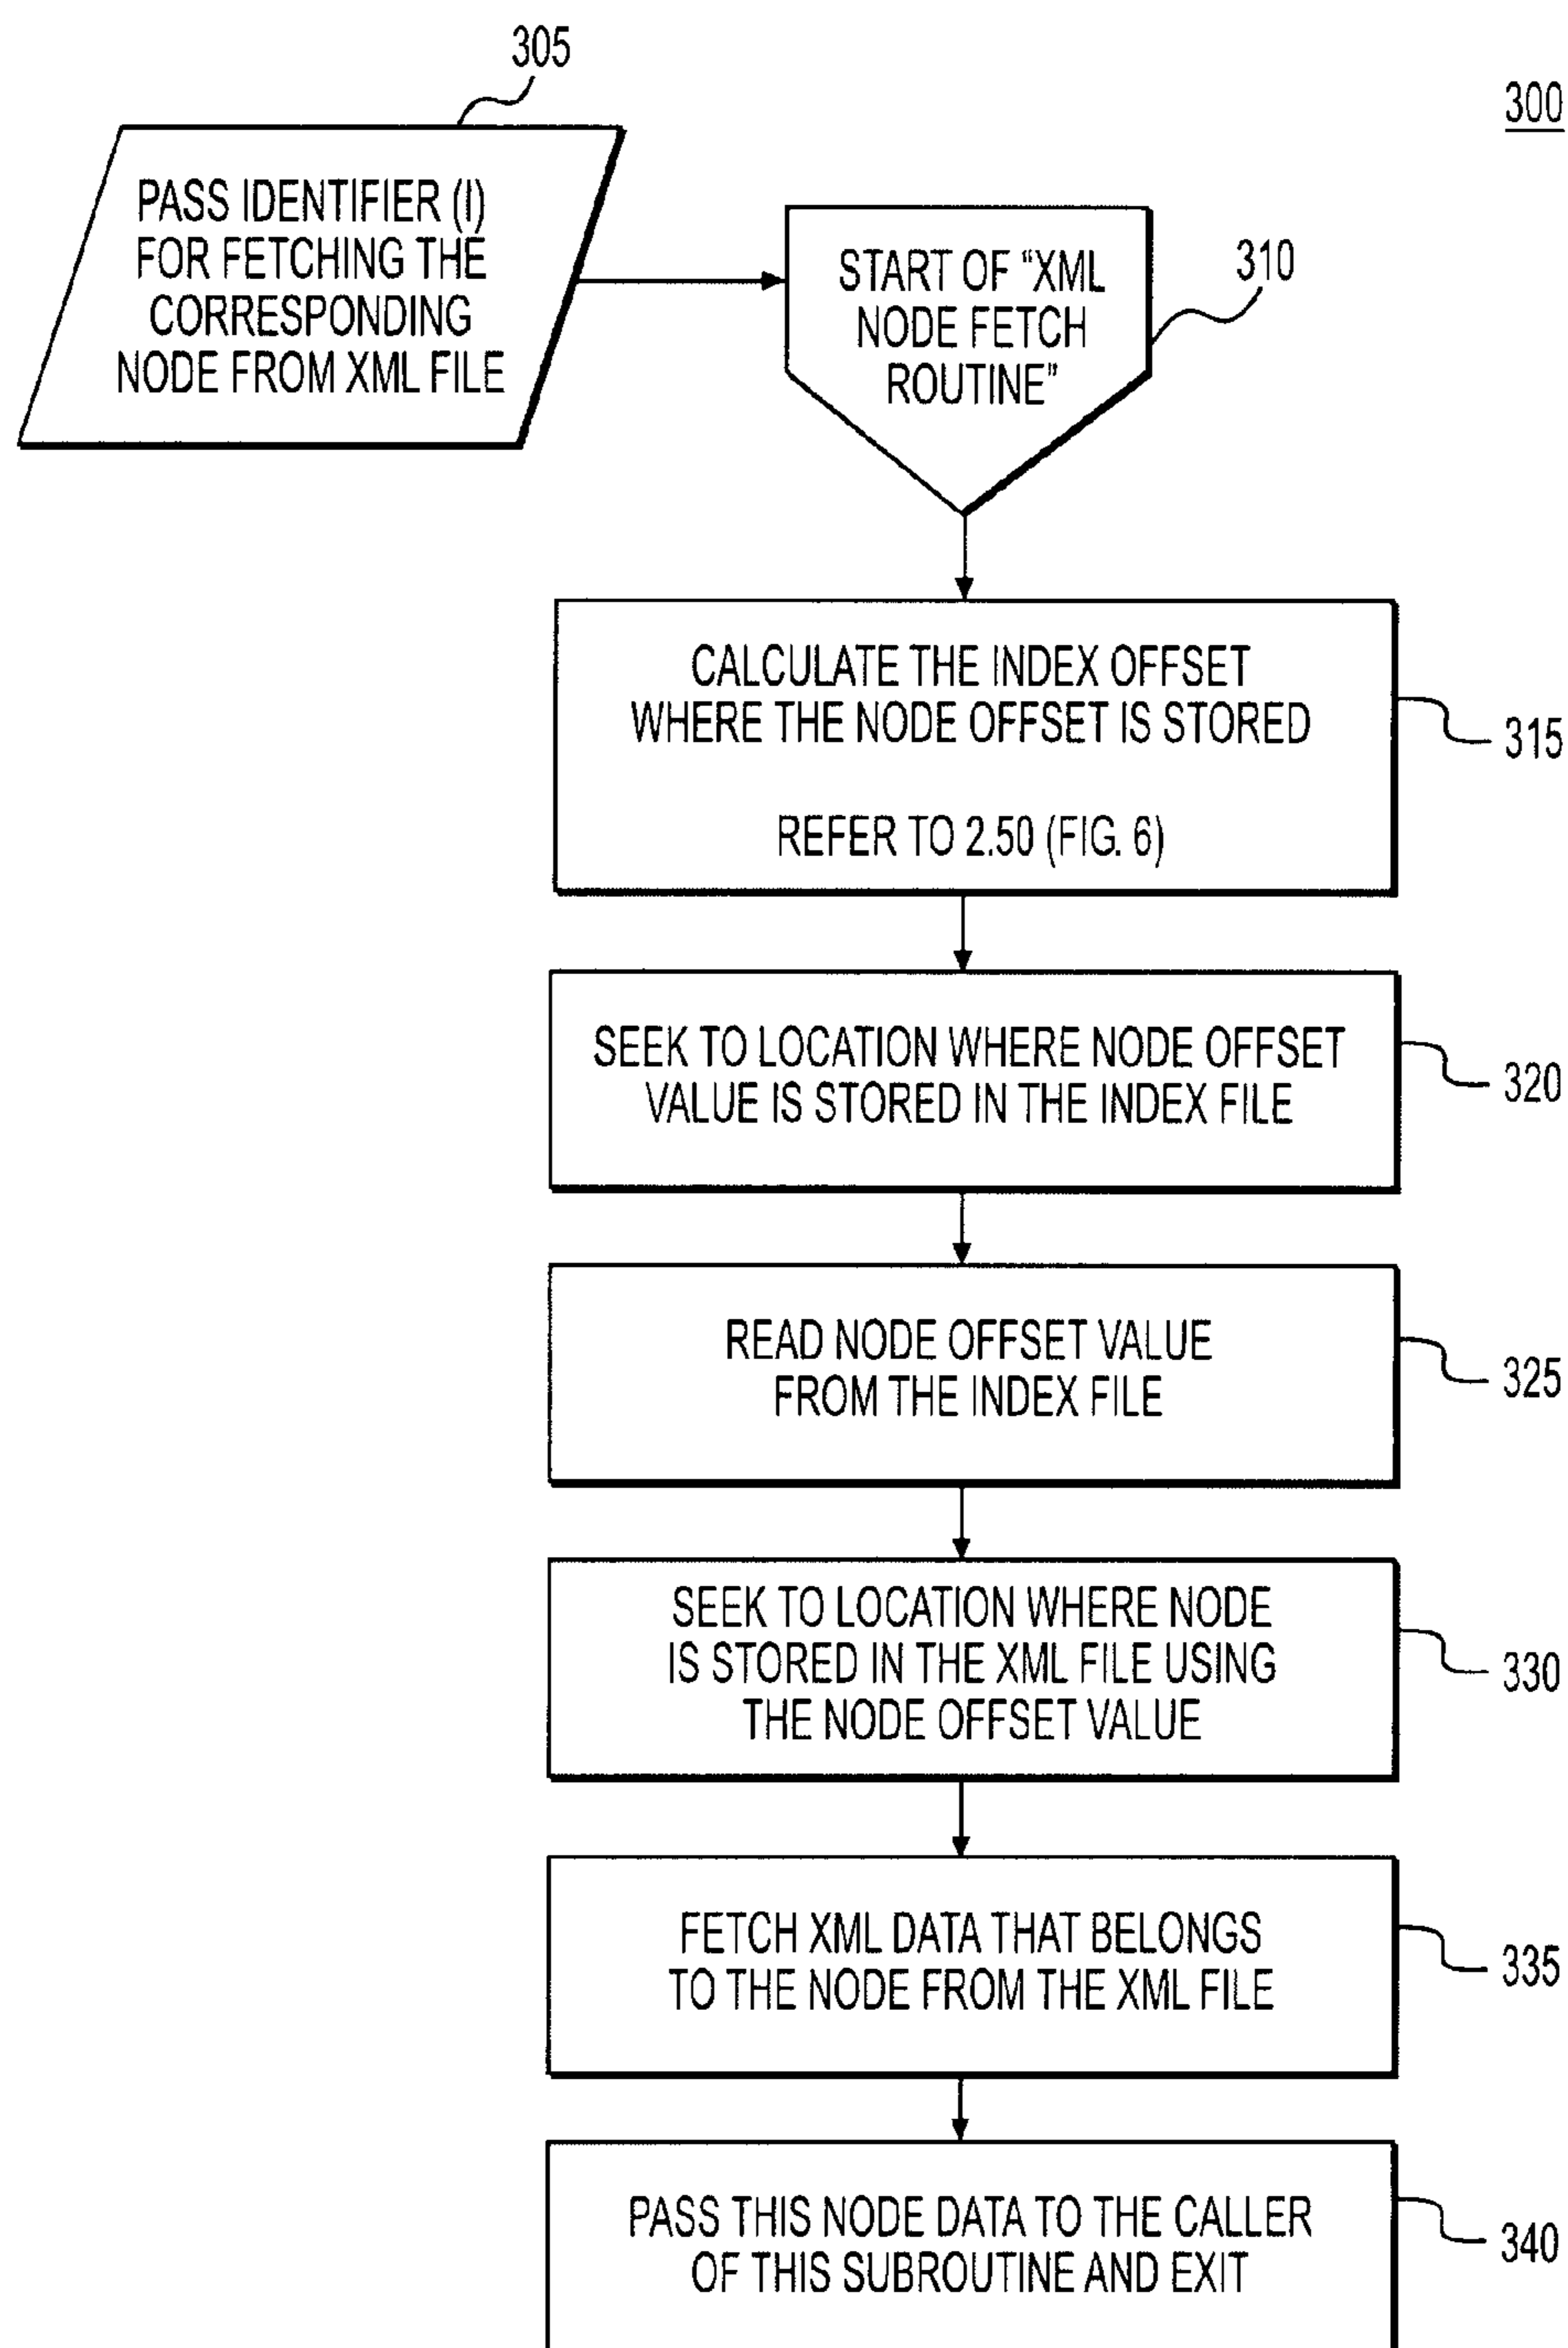 305
300
PASS IDENTIFIER (I)
FOR FETCHING THE
CORRESPONDING
NODE FROM XML FILE
START OF “XML
NODE FETCH
ROUTINE”
310
CALCULATE THE INDEX OFFSET
WHERE THE NODE OFFSET IS STORED
REFER TO 2.50 (FIG. 6)
315
SEEK TO LOCATION WHERE NODE OFFSET
VALUE IS STORED IN THE INDEX FILE
320
READ NODE OFFSET VALUE
FROM THE INDEX FILE
325
SEEK TO LOCATION WHERE NODE
IS STORED IN THE XML FILE USING
THE NODE OFFSET VALUE
330
FETCH XML DATA THAT BELONGS
TO THE NODE FROM THE XML FILE
335
PASS THIS NODE DATA TO THE CALLER
OF THIS SUBROUTINE AND EXIT
340